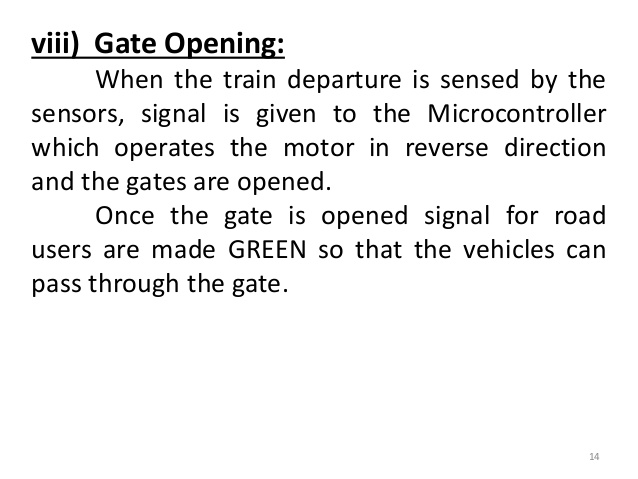 viii) Gate Opening:
When the train departure is sensed by the
sensors, signal is given to the Microcontroller
which operates the motor in reverse direction
and the gates are opened.
Once the gate is opened signal for road
users are made GREEN so that the vehicles can
pass through the gate.
14